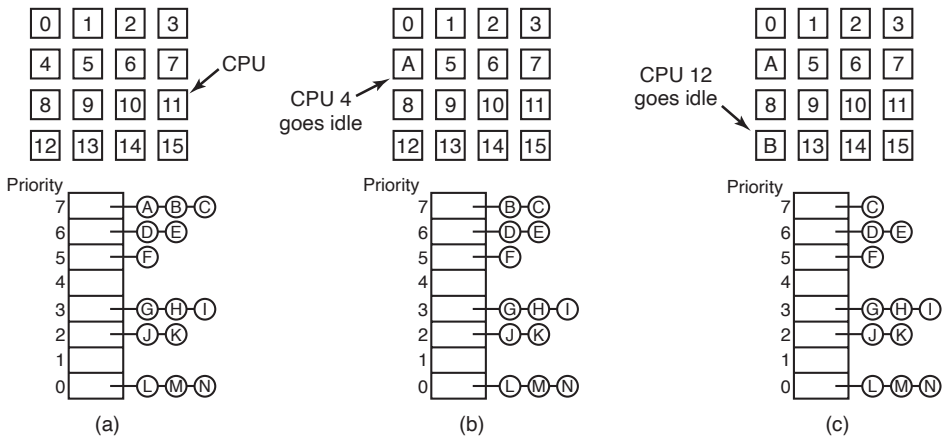 0 1 2 3
4 5 6 7
8 9 10 11
12 13 14 15
CPU
Priority
7 A B C
6 D E
5 F
4
3 G H I
2 J K
1
0 L M N
(a)
0 1 2 3
A 5 6 7
8 9 10 11
12 13 14 15
CPU 4
goes idle
Priority
7 B C
6 D E
5 F
4
3 G H I
2 J K
1
0 L M N
(b)
0 1 2 3
A 5 6 7
8 9 10 11
B 13 14 15
CPU 12
goes idle
Priority
7 C
6 D E
5 F
4
3 G H I
2 J K
1
0 L M N
(c)